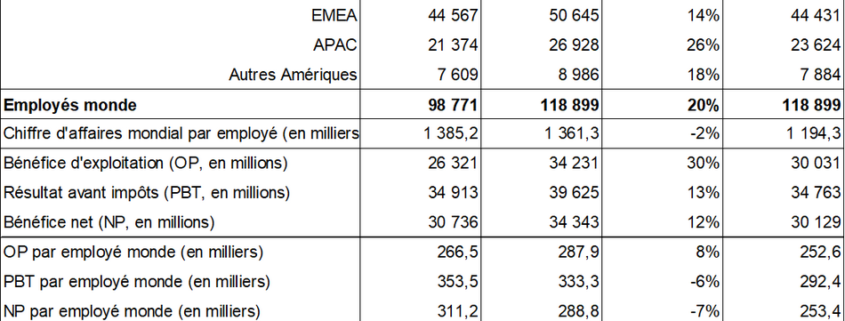 EMEA 44 567 50 645 14% 44 431
APAC 21 374 26 928 26% 23 624
Autres Amériques 7 609 8 986 18% 7 884
Employés monde 98 771 118 899 20% 118 899
Chiffre d'affaires mondial par employé (en milliers 1 385,2 1 361,3 -2% 1 194,3
Bénéfice d'exploitation (OP, en millions) 26 321 34 231 30% 30 031
Résultat avant impôts (PBT, en millions) 34 913 39 625 13% 34 763
Bénéfice net (NP, en millions) 30 736 34 343 12% 30 129
OP par employé monde (en milliers) 266,5 287,9 8% 252,6
PBT par employé monde (en milliers) 353,5 333,3 -6% 292,4
NP par employé monde (en milliers) 311,2 288,8 -7% 253,4